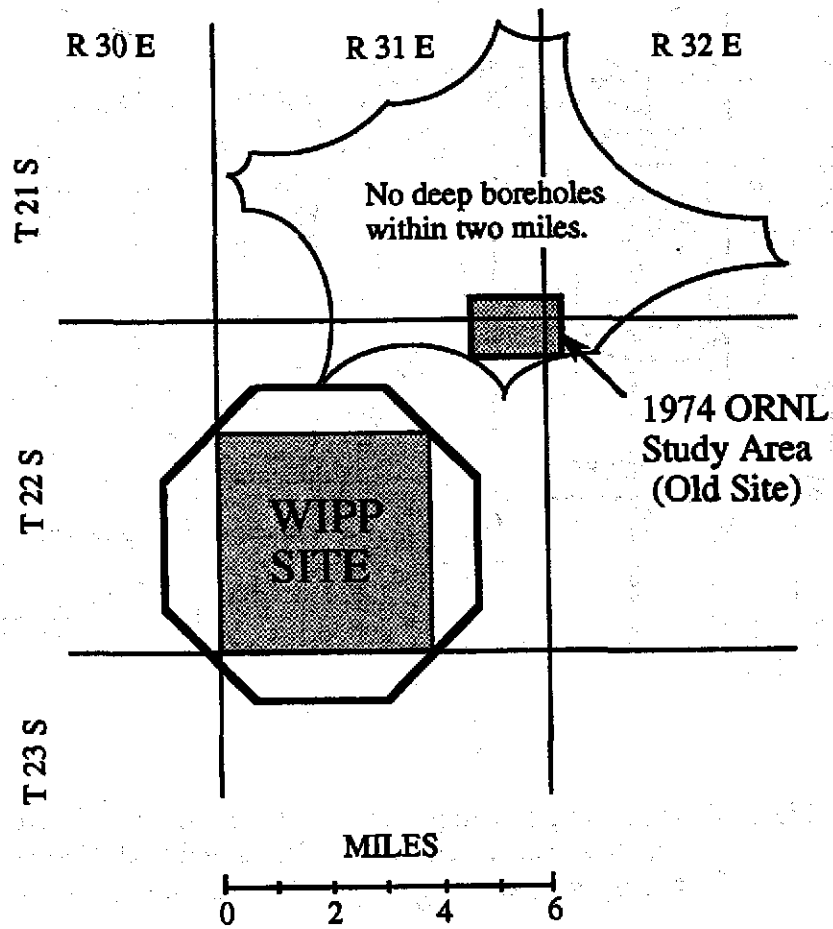 R 30 E
R 31 E
R 32 E
T 21 S
No deep boreholes
within two miles.
1974 ORNL
Study Area
(Old Site)
T 22 S
WIPP
SITE
T 23 S
MILES
0
2
4
6